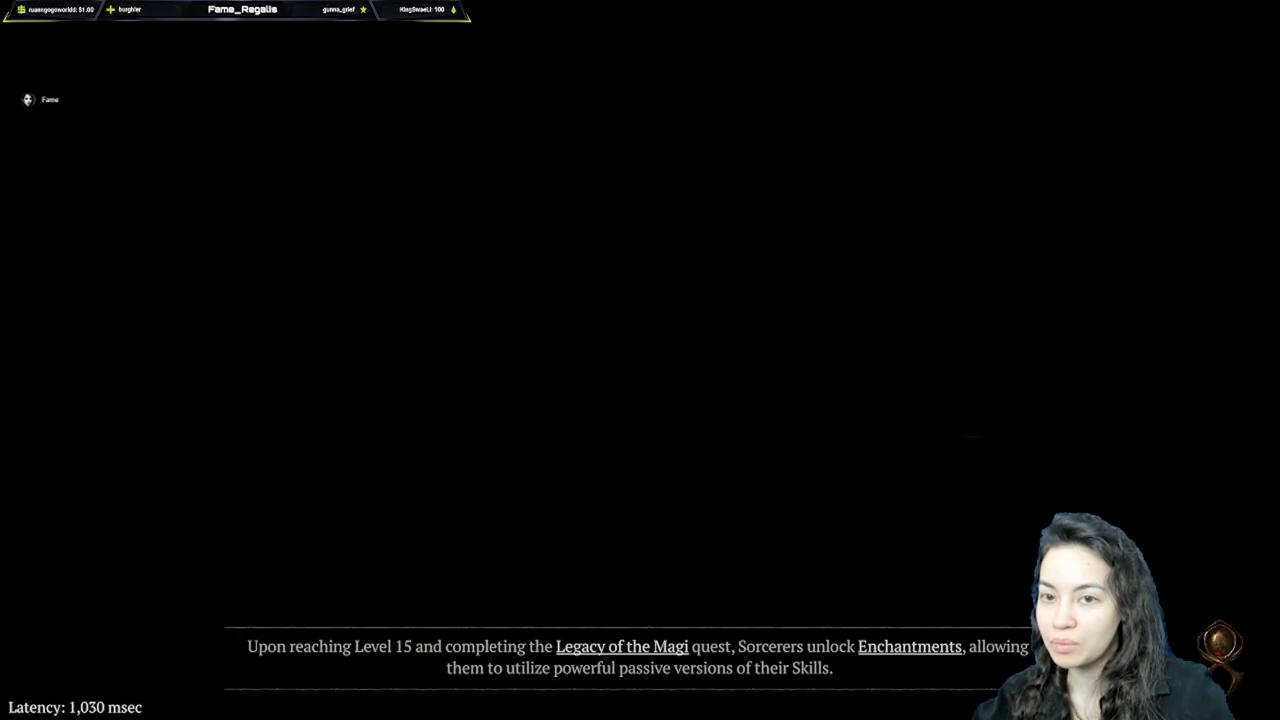 ruanngogoworldd: $1.00 burghler Fame_Regalis gunna_grief KingSwaeLi: 100
Fame
Upon reaching Level 15 and completing the Legacy of the Magi quest, Sorcerers unlock Enchantments, allowing
them to utilize powerful passive versions of their Skills.
Latency: 1,030 msec